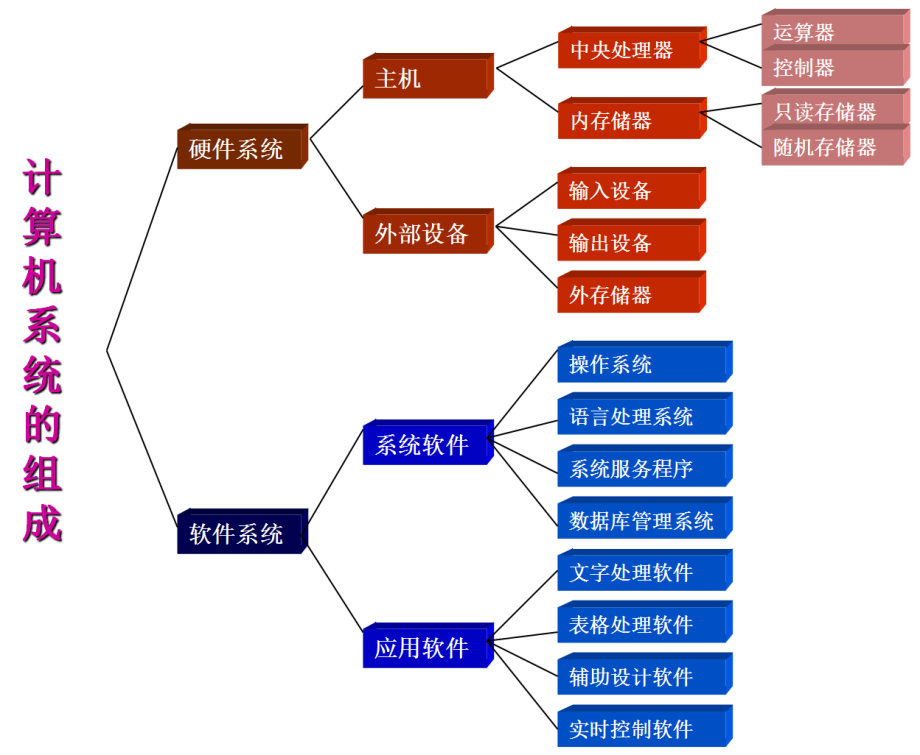 计算机系统的组成
硬件系统
主机
中央处理器
运算器
控制器
内存储器
只读存储器
随机存储器
外部设备
输入设备
输出设备
外存储器
软件系统
系统软件
操作系统
语言处理系统
系统服务程序
数据库管理系统
应用软件
文字处理软件
表格处理软件
辅助设计软件
实时控制软件